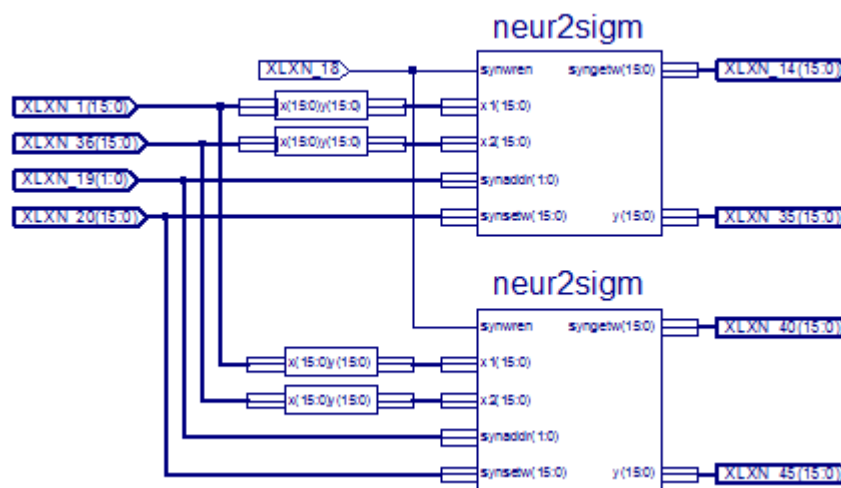 neur2sigm
XLXN_18
synwren
syngetw(15:0)
XLXN_14(15:0)
XLXN_1(15:0)
x(15:0)y(15:0)
x1(15:0)
XLXN_36(15:0)
x(15:0)y(15:0)
x2(15:0)
XLXN_19(1:0)
synaddr(1:0)
XLXN_20(15:0)
synsetw(15:0)
y(15:0)
XLXN_35(15:0)
neur2sigm
synwren
syngetw(15:0)
XLXN_40(15:0)
x(15:0)y(15:0)
x1(15:0)
x(15:0)y(15:0)
x2(15:0)
synaddr(1:0)
synsetw(15:0)
y(15:0)
XLXN_45(15:0)